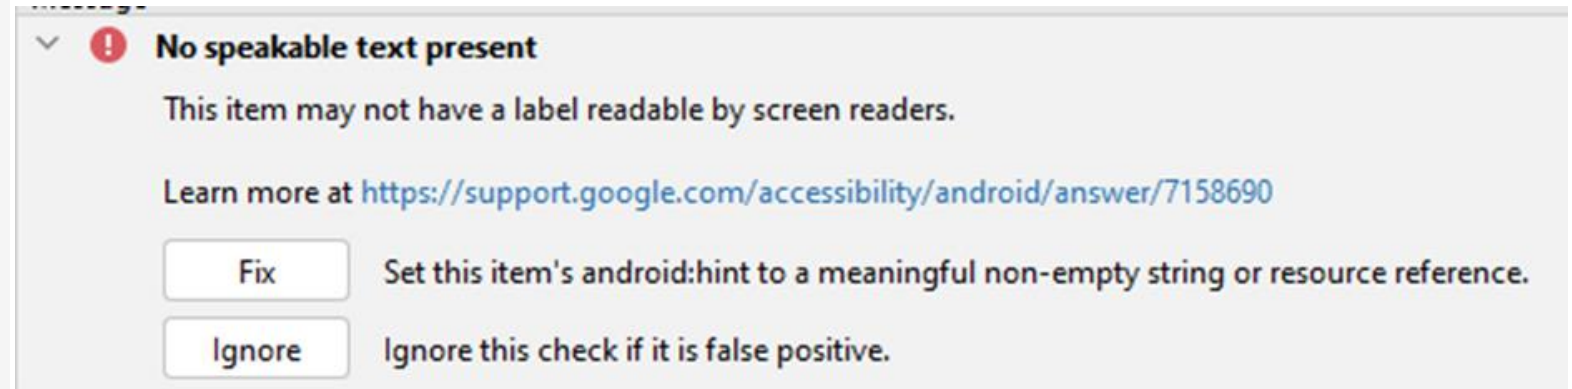 No speakable text present
This item may not have a label readable by screen readers.
Learn more at https://support.google.com/accessibility/android/answer/7158690
Fix Set this item's android:hint to a meaningful non-empty string or resource reference.
Ignore Ignore this check if it is false positive.